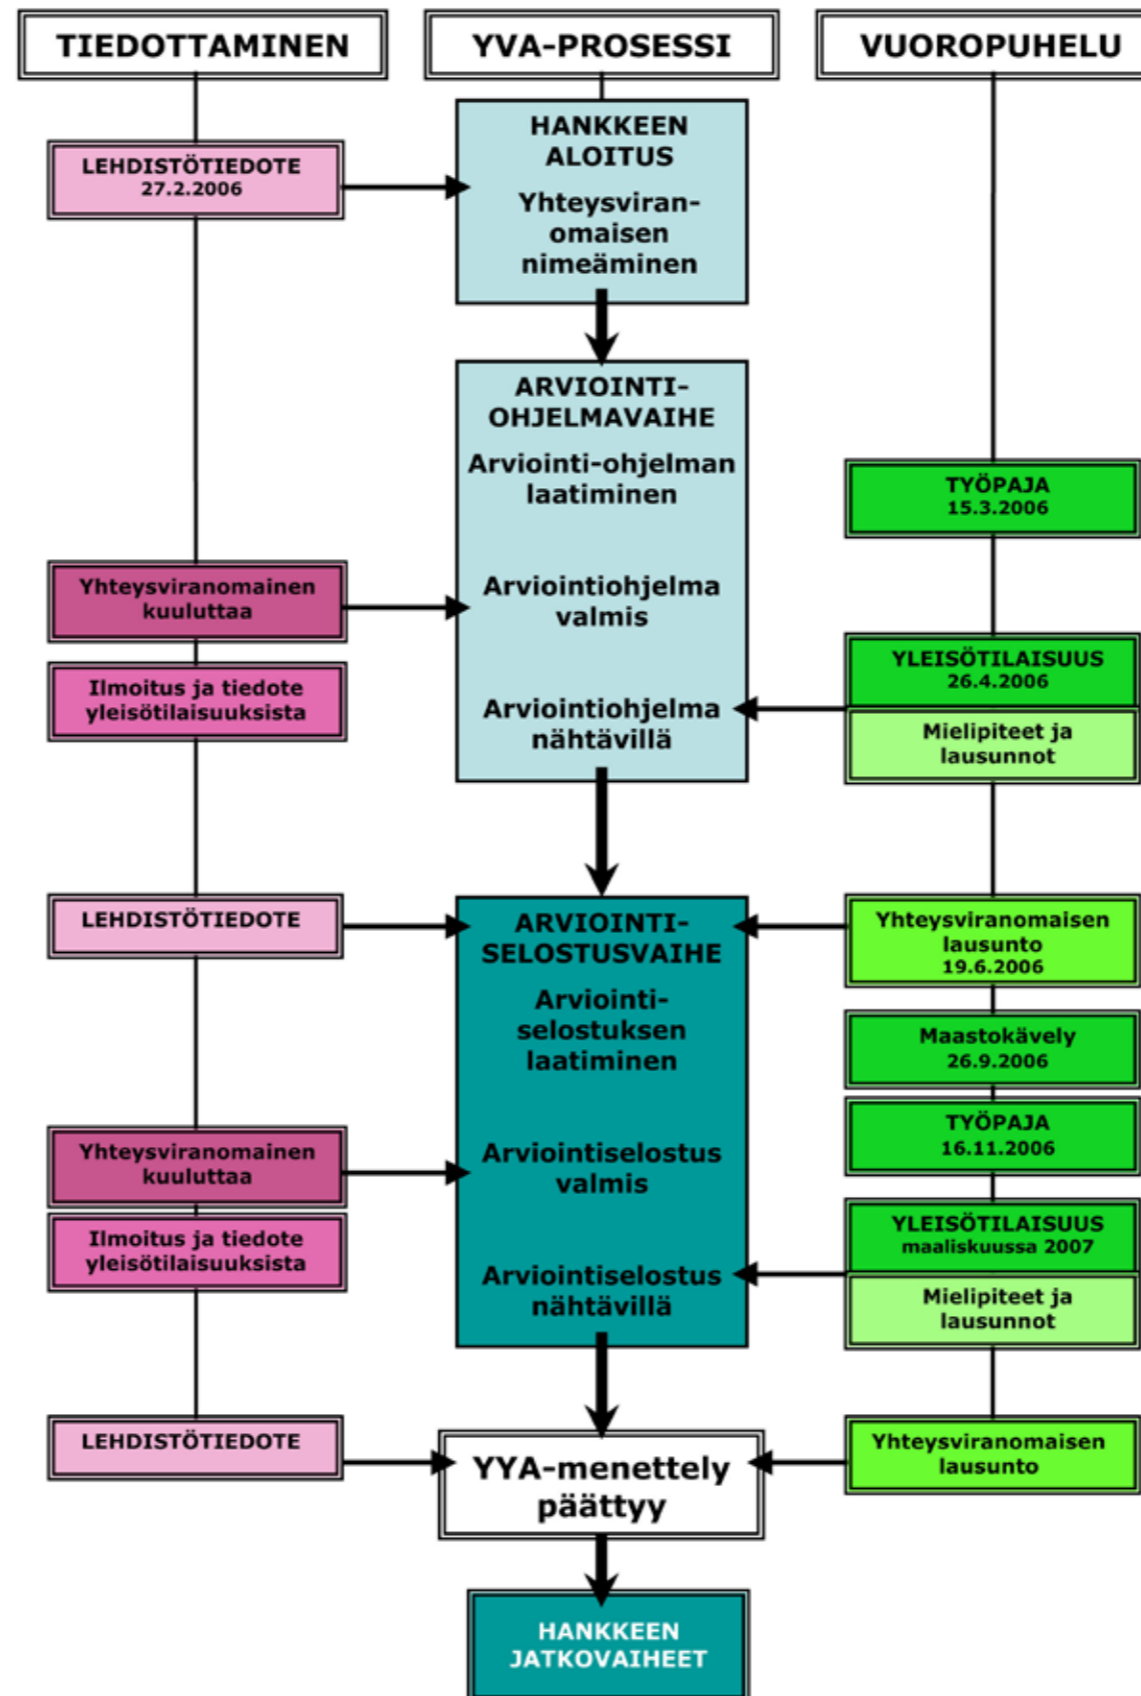 TIEDOTTAMINEN
YVA-PROSESSI
VUOROPUHELU
LEHDISTÖTIEDOTE
27.2.2006
HANKKEEN
ALOITUS
Yhteysviran-
omaisen
nimeäminen
ARVIOINTI-
OHJELMAVAIHE
Arviointi-ohjelman
laatiminen
TYÖPAJA
15.3.2006
Yhteysviranomainen
kuuluttaa
Arviointiohjelma
valmis
Ilmoitus ja tiedote
yleisötilaisuuksista
Arviointiohjelma
nähtävillä
YLEISÖTILAISUUS
26.4.2006
Mielipiteet ja
lausunnot
LEHDISTÖTIEDOTE
ARVIOINTI-
SELOSTUSVAIHE
Arviointi-
selostuksen
laatiminen
Yhteysviranomaisen
lausunto
19.6.2006
Maastokävely
26.9.2006
TYÖPAJA
16.11.2006
Yhteysviranomainen
kuuluttaa
Arviointiselostus
valmis
Ilmoitus ja tiedote
yleisötilaisuuksista
Arviointiselostus
nähtävillä
YLEISÖTILAISUUS
maaliskuussa 2007
Mielipiteet ja
lausunnot
LEHDISTÖTIEDOTE
YYA-menettely
päättyy
Yhteysviranomaisen
lausunto
HANKKEEN
JATKOVAIHEET